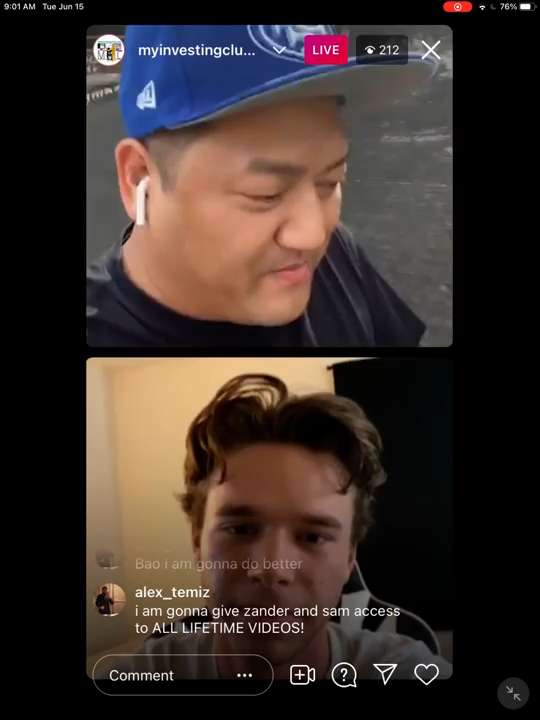 9:01 AM Tue Jun 15
76%
myinvestingclu...
LIVE
212
Bao i am gonna do better
alex_temiz
i am gonna give zander and sam access
to ALL LIFETIME VIDEOS!
Comment